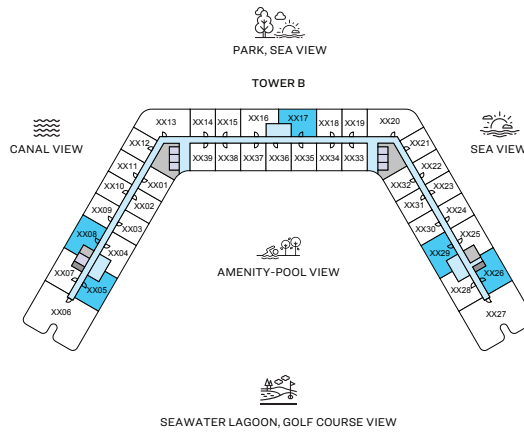 PARK, SEA VIEW
TOWER B
CANAL VIEW
SEA VIEW
XX13
XX14
XX15
XX16
XX17
XX18
XX19
XX20
XX12
XX39
XX38
XX37
XX36
XX35
XX34
XX33
XX21
XX11
XX01
XX32
XX22
XX10
XX02
XX31
XX23
XX09
XX03
XX30
XX24
XX08
XX04
XX29
XX25
XX07
XX05
XX28
XX26
XX06
XX27
AMENITY-POOL VIEW
SEAWATER LAGOON, GOLF COURSE VIEW